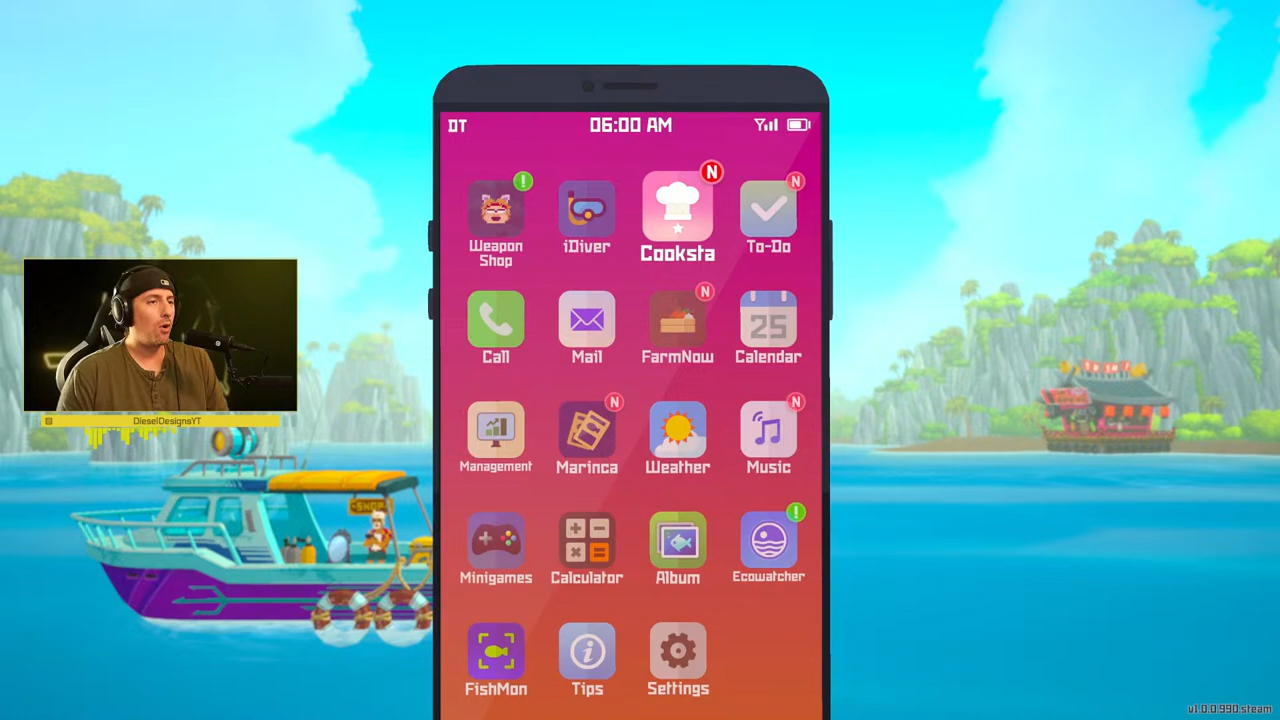 DT
06:00 AM
!
N
N
Weapon
Shop
iDiver
Cooksta
To-Do
N
25
Call
Mail
FarmNow
Calendar
N
N
Management
Marinca
Weather
Music
!
Minigames
Calculator
Album
Ecowatcher
FishMon
Tips
Settings
DieselDesignsYT
SHOP
v1.0.0.990.steam